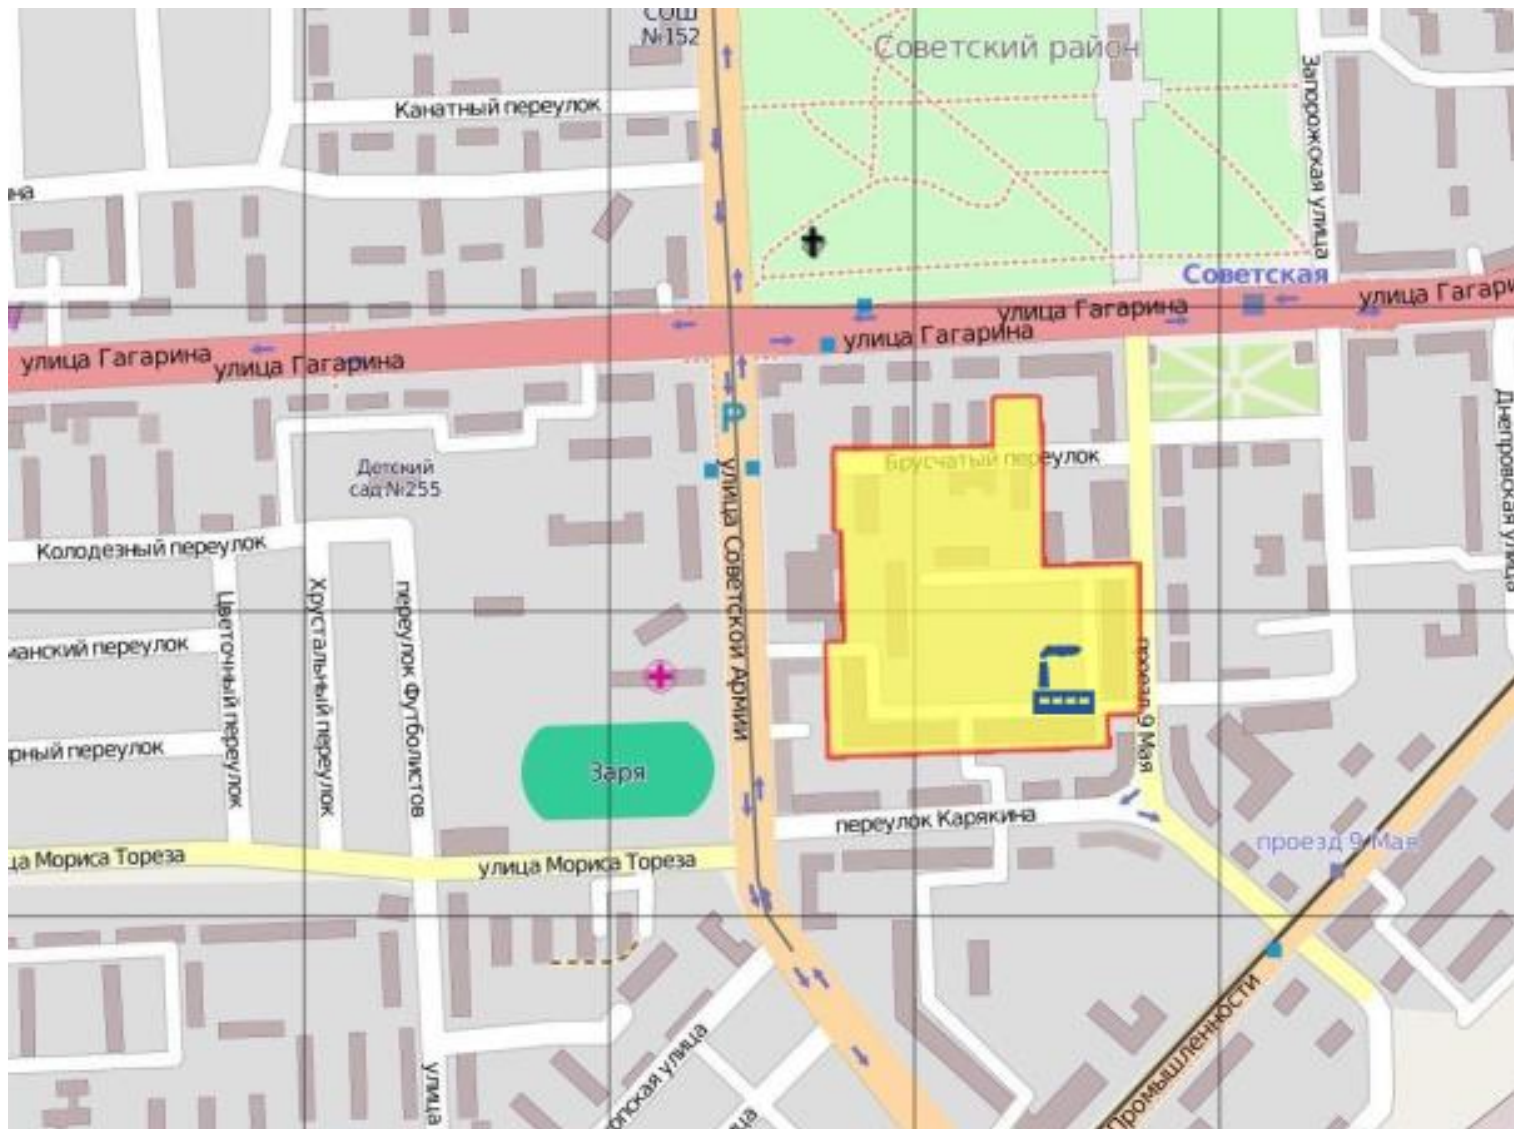 СОШ
№152
Советский район
Канатный переулок
Запорожская улица
Советская
улица Гагарина
улица Гагарина
улица Гагарина
улица Гагарина
улица Гагарина
P
Брусчатый переулок
Детский
сад №255
Днепровская улица
Колодезный переулок
Цветочный переулок
Хрустальный переулок
переулок Футболистов
улица Советской Армии
проезд 9 Мая
Заря
переулок Карякина
проезд 9 Мая
улица Мориса Тореза
Мориса Тореза
переулок
переулок
Промышленности
улица
улица